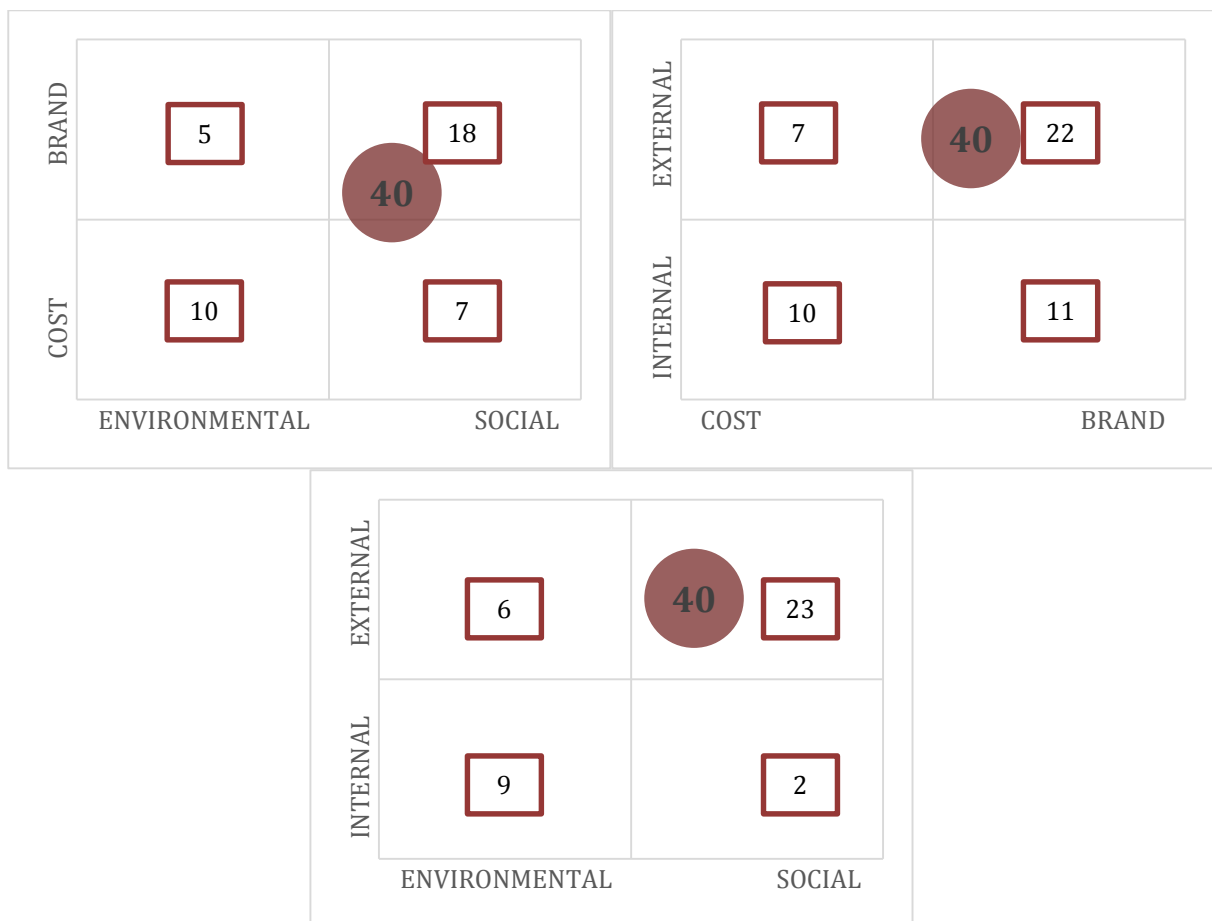 BRAND
5
18
40
COST
10
7
ENVIRONMENTAL
SOCIAL
EXTERNAL
7
40
22
INTERNAL
10
11
COST
BRAND
EXTERNAL
6
40
23
INTERNAL
9
2
ENVIRONMENTAL
SOCIAL